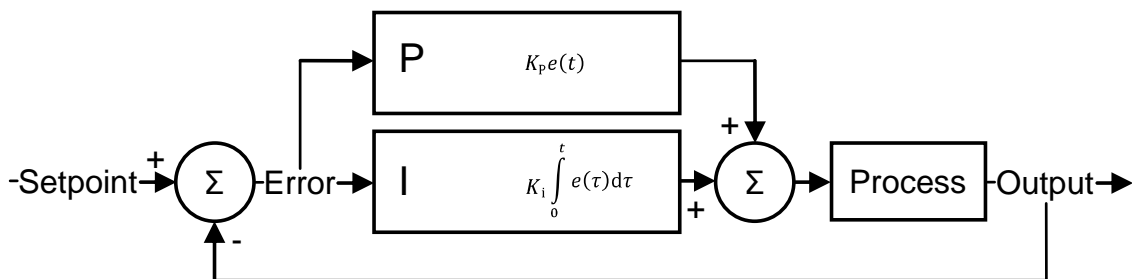 P K_P e(t)
+
-Setpoint + Σ Error I K_i ∫_0^t e(τ)dτ + Σ Process Output
-